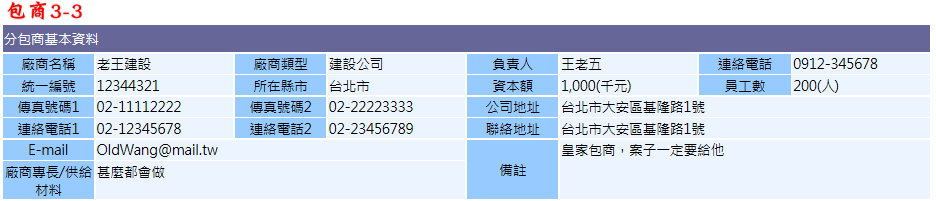 包商3-3
分包商基本資料
廠商名稱 老王建設 廠商類型 建設公司 負責人 王老五 連絡電話 0912-345678
統一編號 12344321 所在縣市 台北市 資本額 1,000(千元) 員工數 200(人)
傳真號碼1 02-11112222 傳真號碼2 02-22223333 公司地址 台北市大安區基隆路1號
連絡電話1 02-12345678 連絡電話2 02-23456789 聯絡地址 台北市大安區基隆路1號
E-mail OldWang@mail.tw 備註 皇家包商，案子一定要給他
廠商專長/供給 甚麼都會做
材料